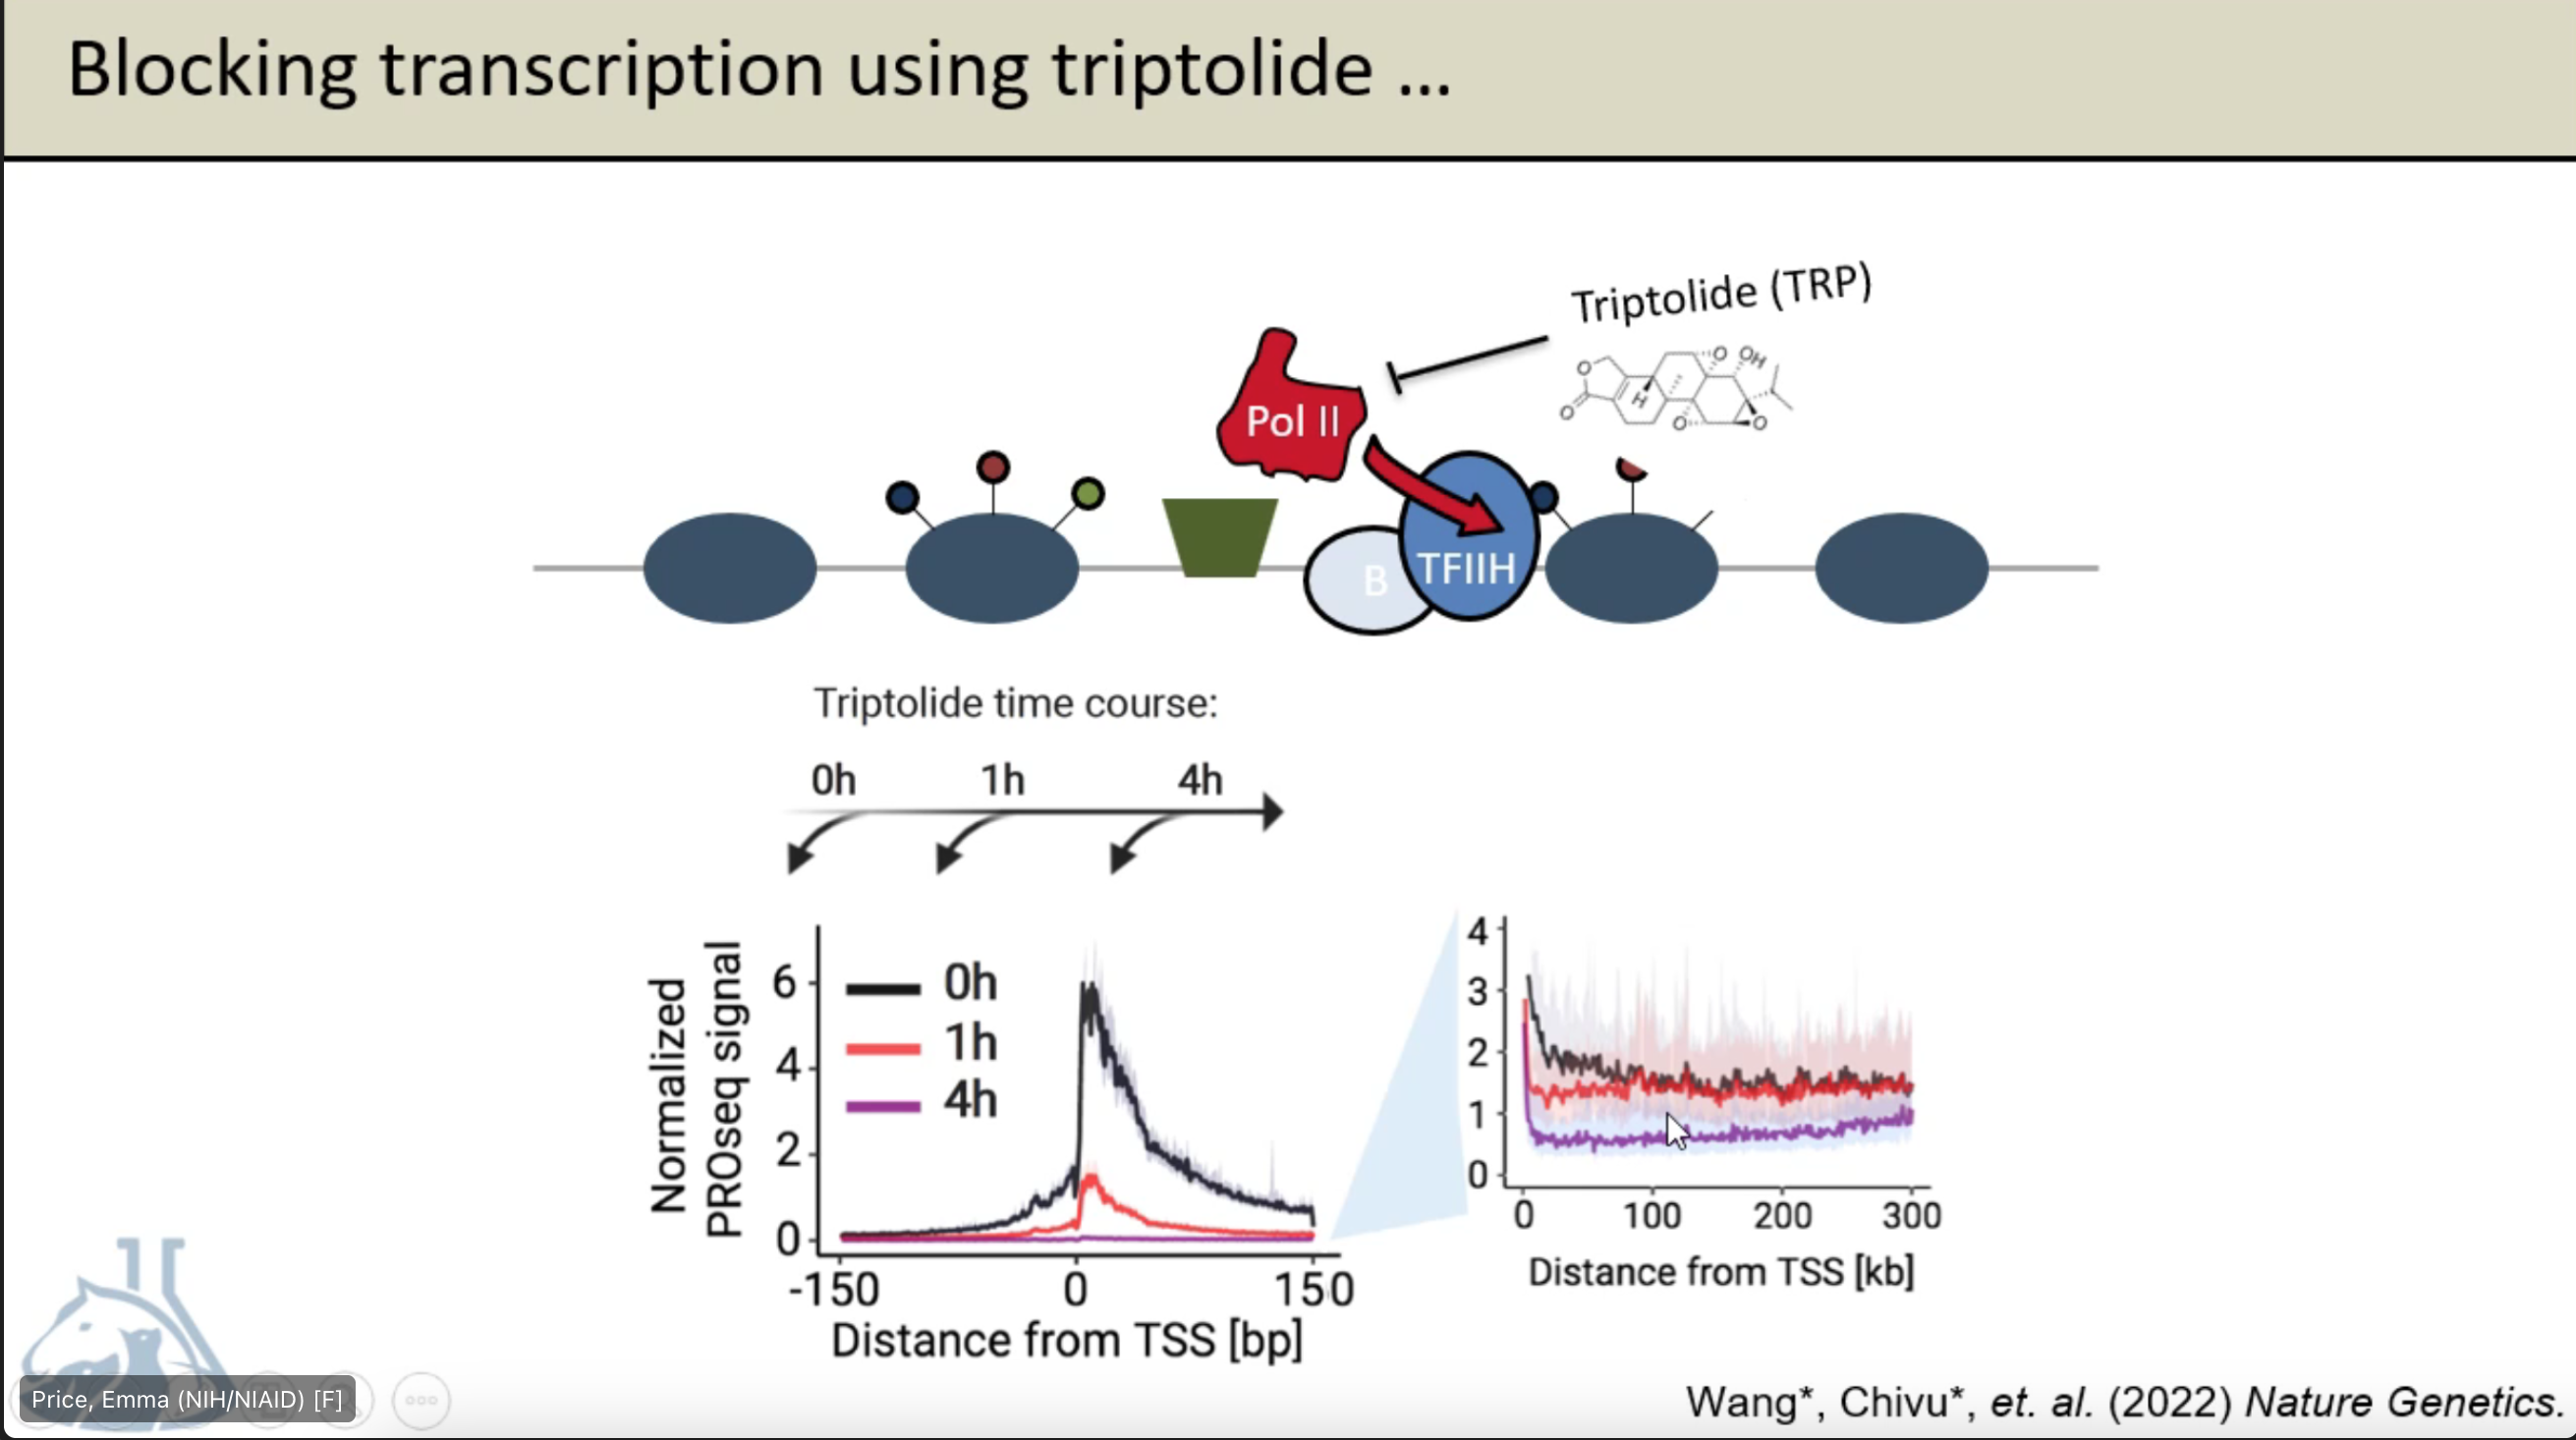 Blocking transcription using triptolide ...
Triptolide (TRP)
O
O
H
O
OH
O
O
Pol II
B
TFIIH
Triptolide time course:
0h 1h 4h
Normalized
PROseq signal
6
4
2
0
0h
1h
4h
-150 0 150
Distance from TSS [bp]
4
3
2
1
0
0 100 200 300
Distance from TSS [kb]
Price, Emma (NIH/NIAID) [F]
Wang*, Chivu*, et. al. (2022) Nature Genetics.